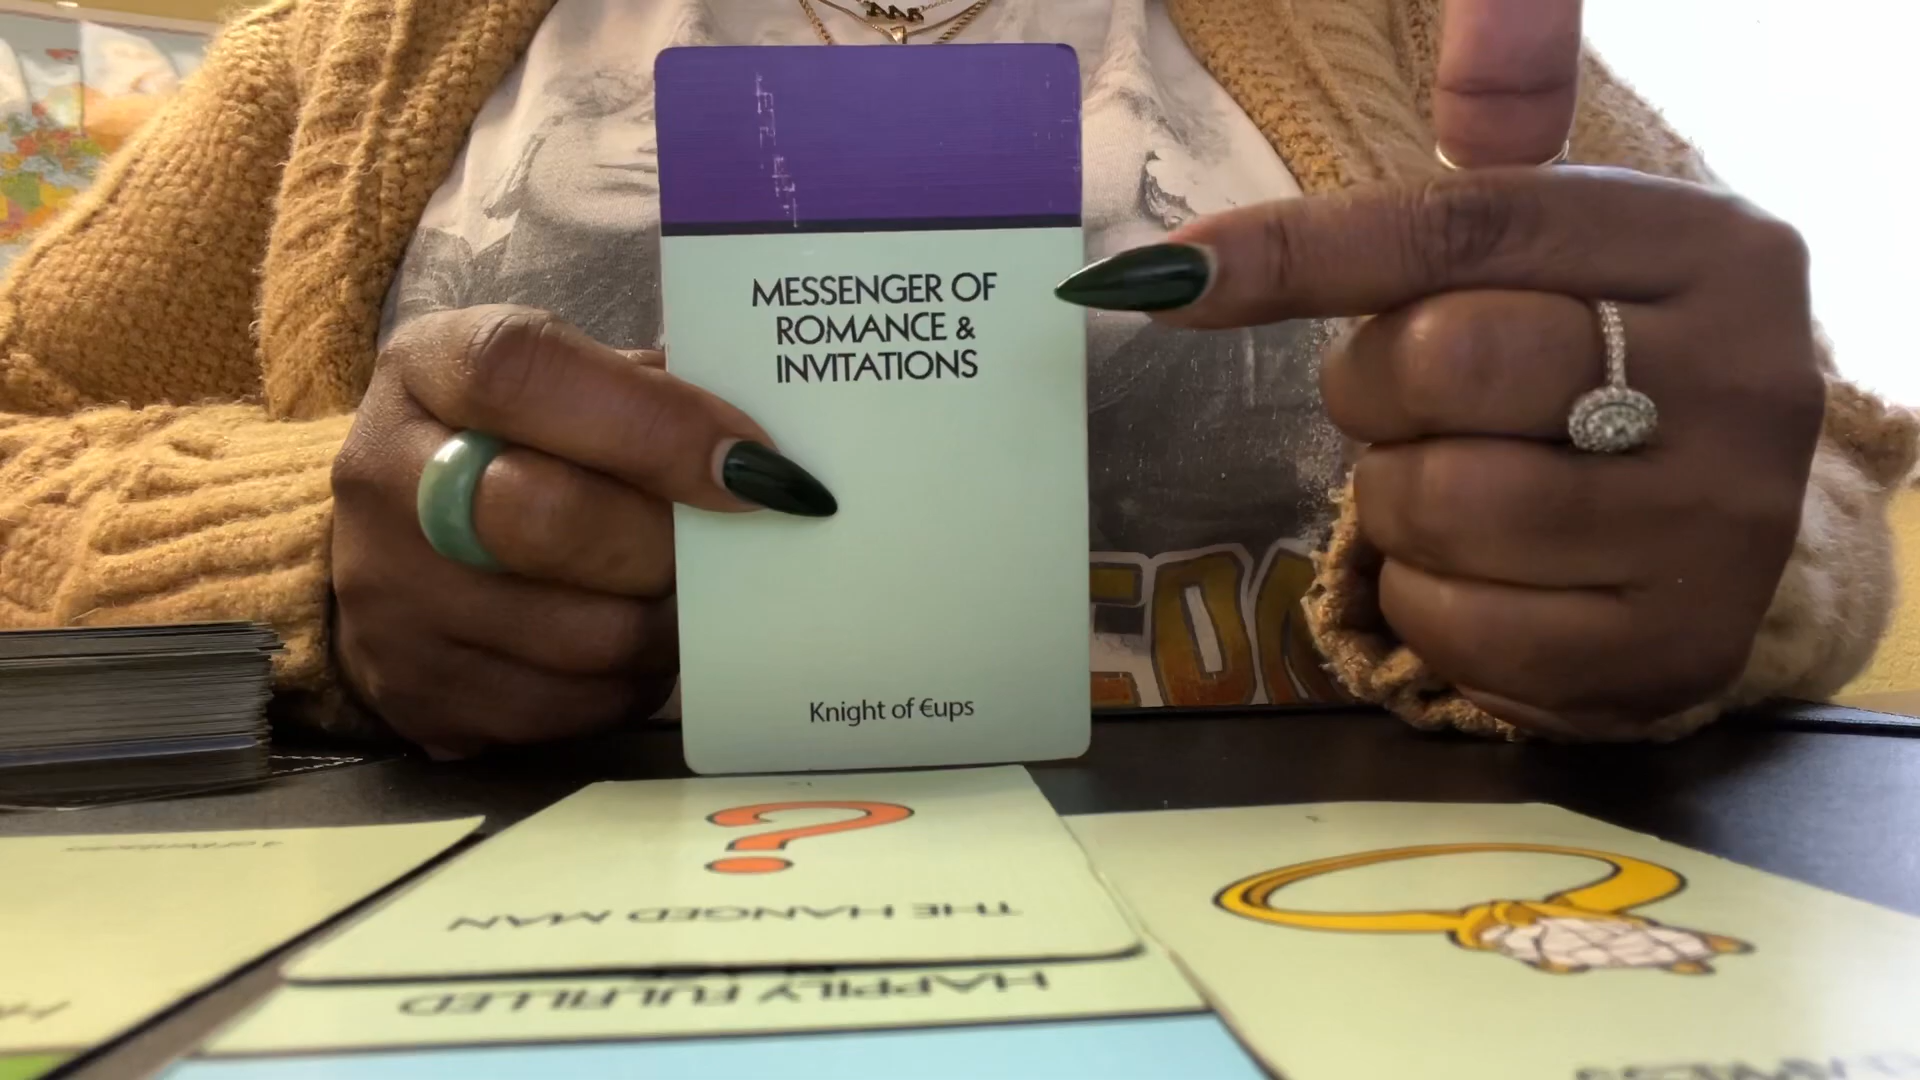 MESSENGER OF
ROMANCE &
INVITATIONS
Knight of €ups
THE HANGED MAN
HAPPILY FULFILLED